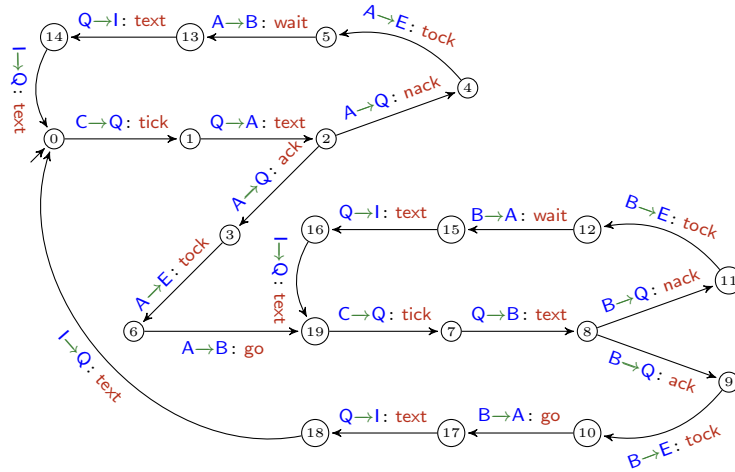 A→E: tock
14 Q→I: text 13 A→B: wait 5
I→Q: text
A→Q: nack 4
0 C→Q: tick 1 Q→A: text 2
A→Q: ack
3
B→E: tock
16 Q→I: text 15 B→A: wait 12
A→E: tock
I→Q: text
B→Q: nack 11
6 A→B: go 19 C→Q: tick 7 Q→B: text 8
B→Q: ack 9
I→Q: text
18 Q→I: text 17 B→A: go 10
B→E: tock